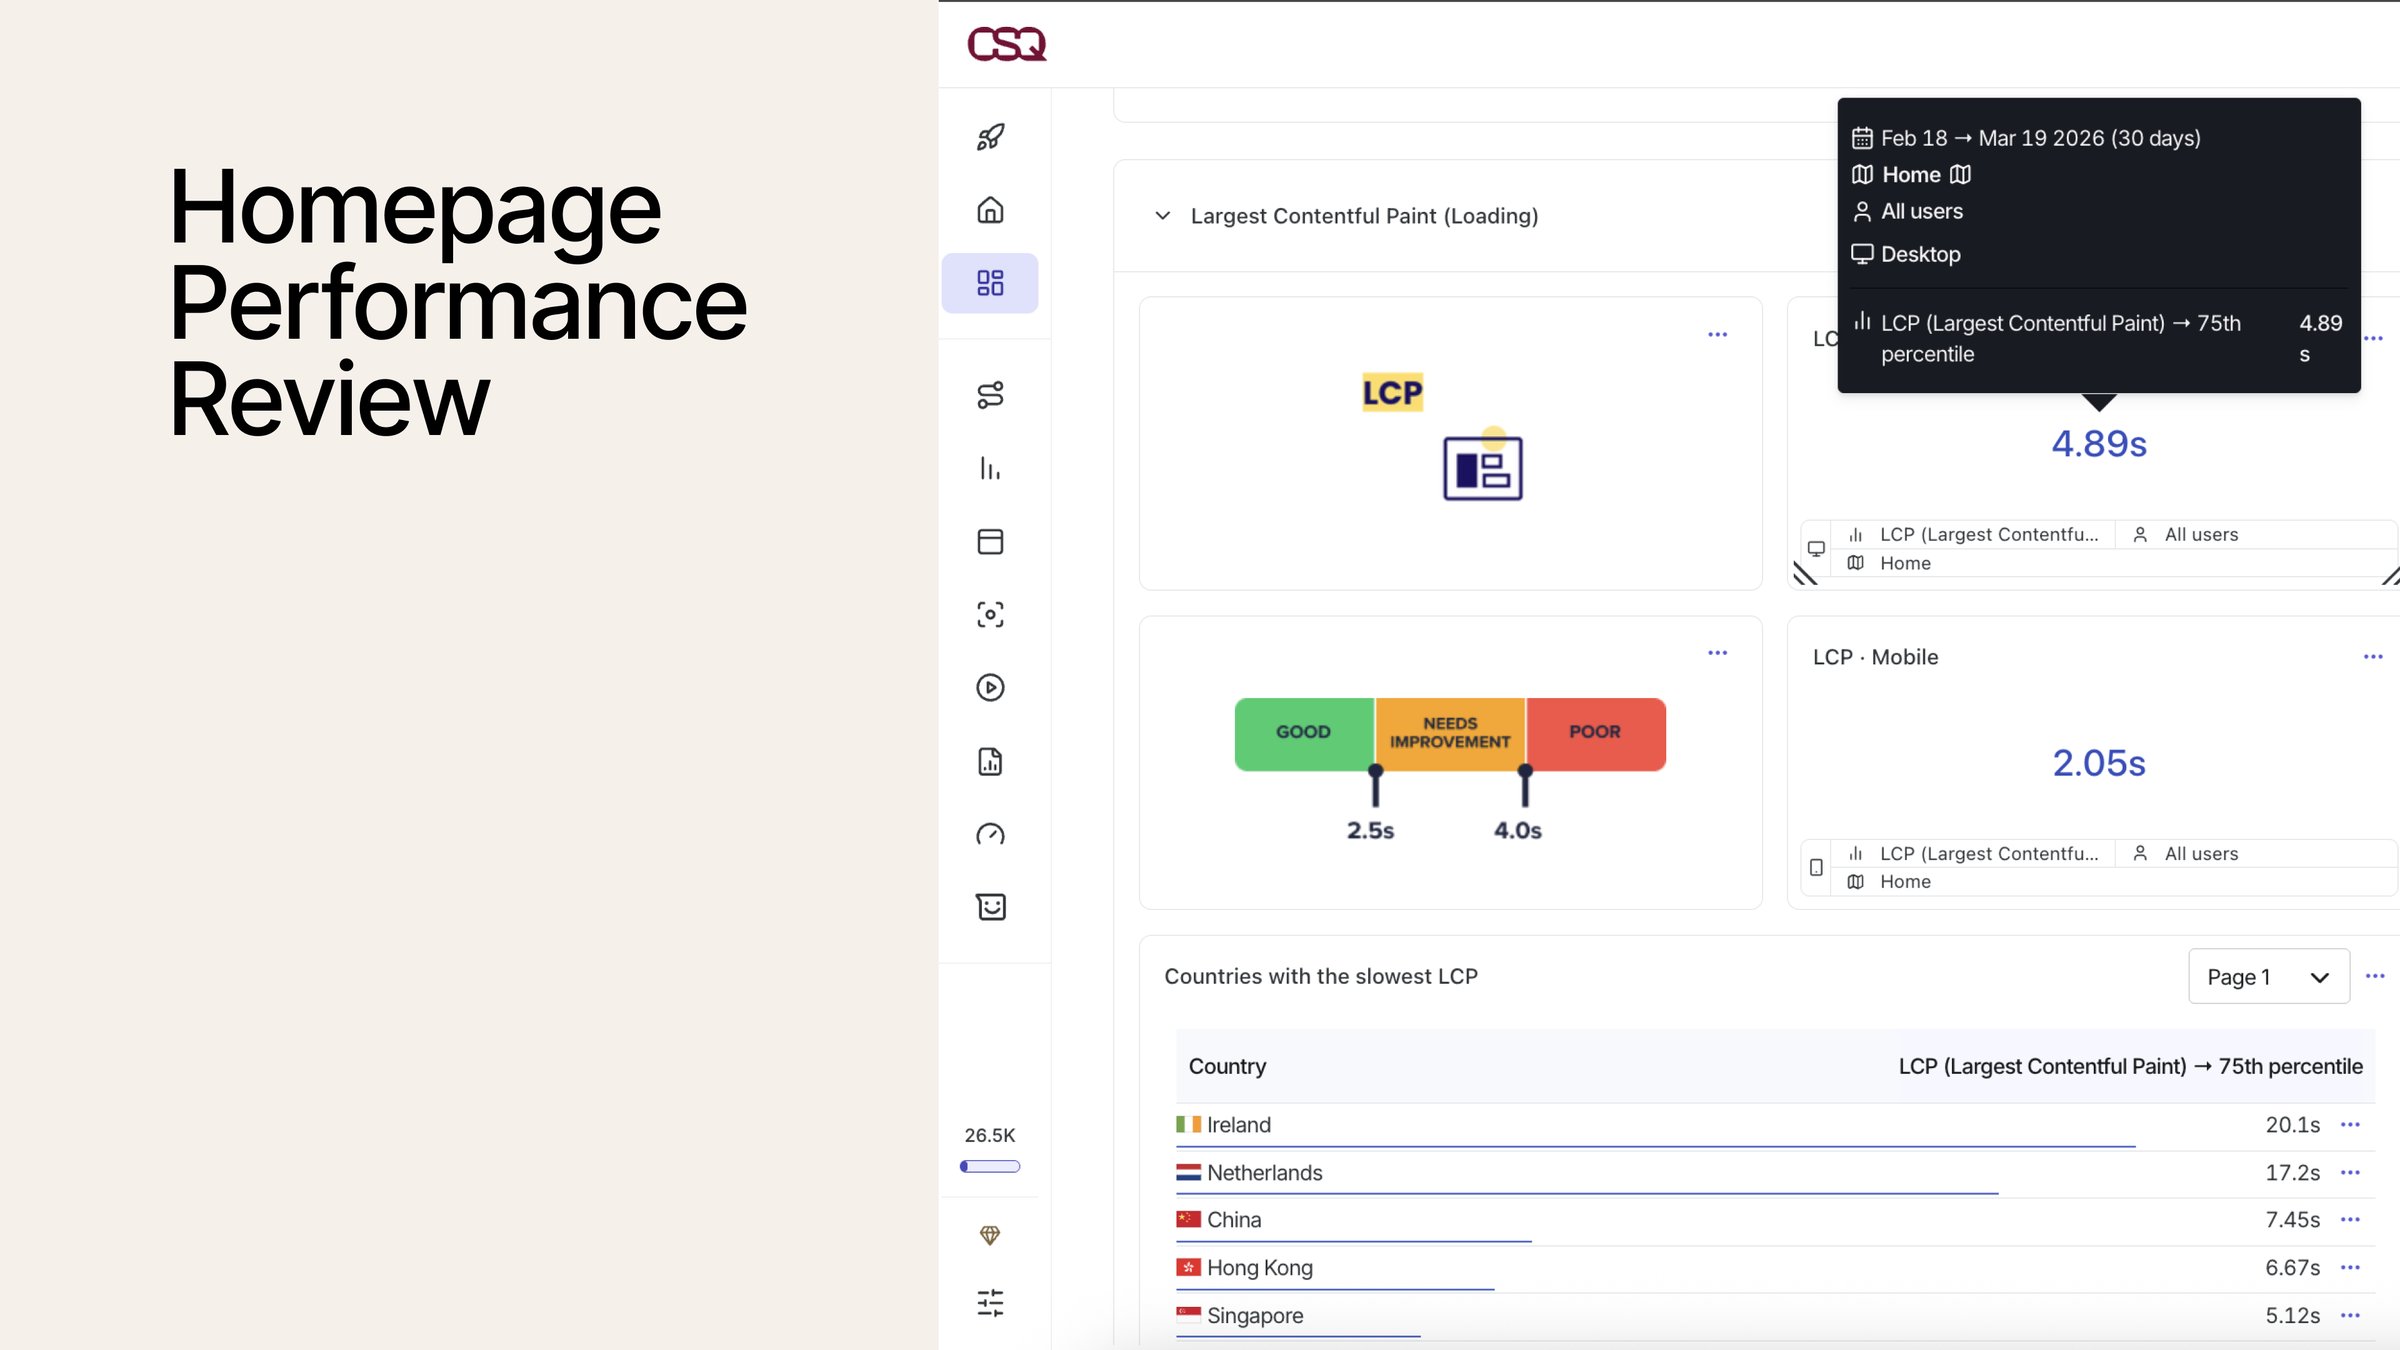 Homepage
Performance
Review
CSQ
Feb 18 → Mar 19 2026 (30 days)
Home
All users
Desktop
LCP (Largest Contentful Paint) → 75th
percentile
4.89
s
Largest Contentful Paint (Loading)
LCP
LC
4.89s
LCP (Largest Contentfu...
All users
Home
GOOD
NEEDS
IMPROVEMENT
POOR
2.5s
4.0s
LCP · Mobile
2.05s
LCP (Largest Contentfu...
All users
Home
Countries with the slowest LCP
Page 1
Country
LCP (Largest Contentful Paint) → 75th percentile
Ireland
20.1s
Netherlands
17.2s
China
7.45s
Hong Kong
6.67s
Singapore
5.12s
26.5K